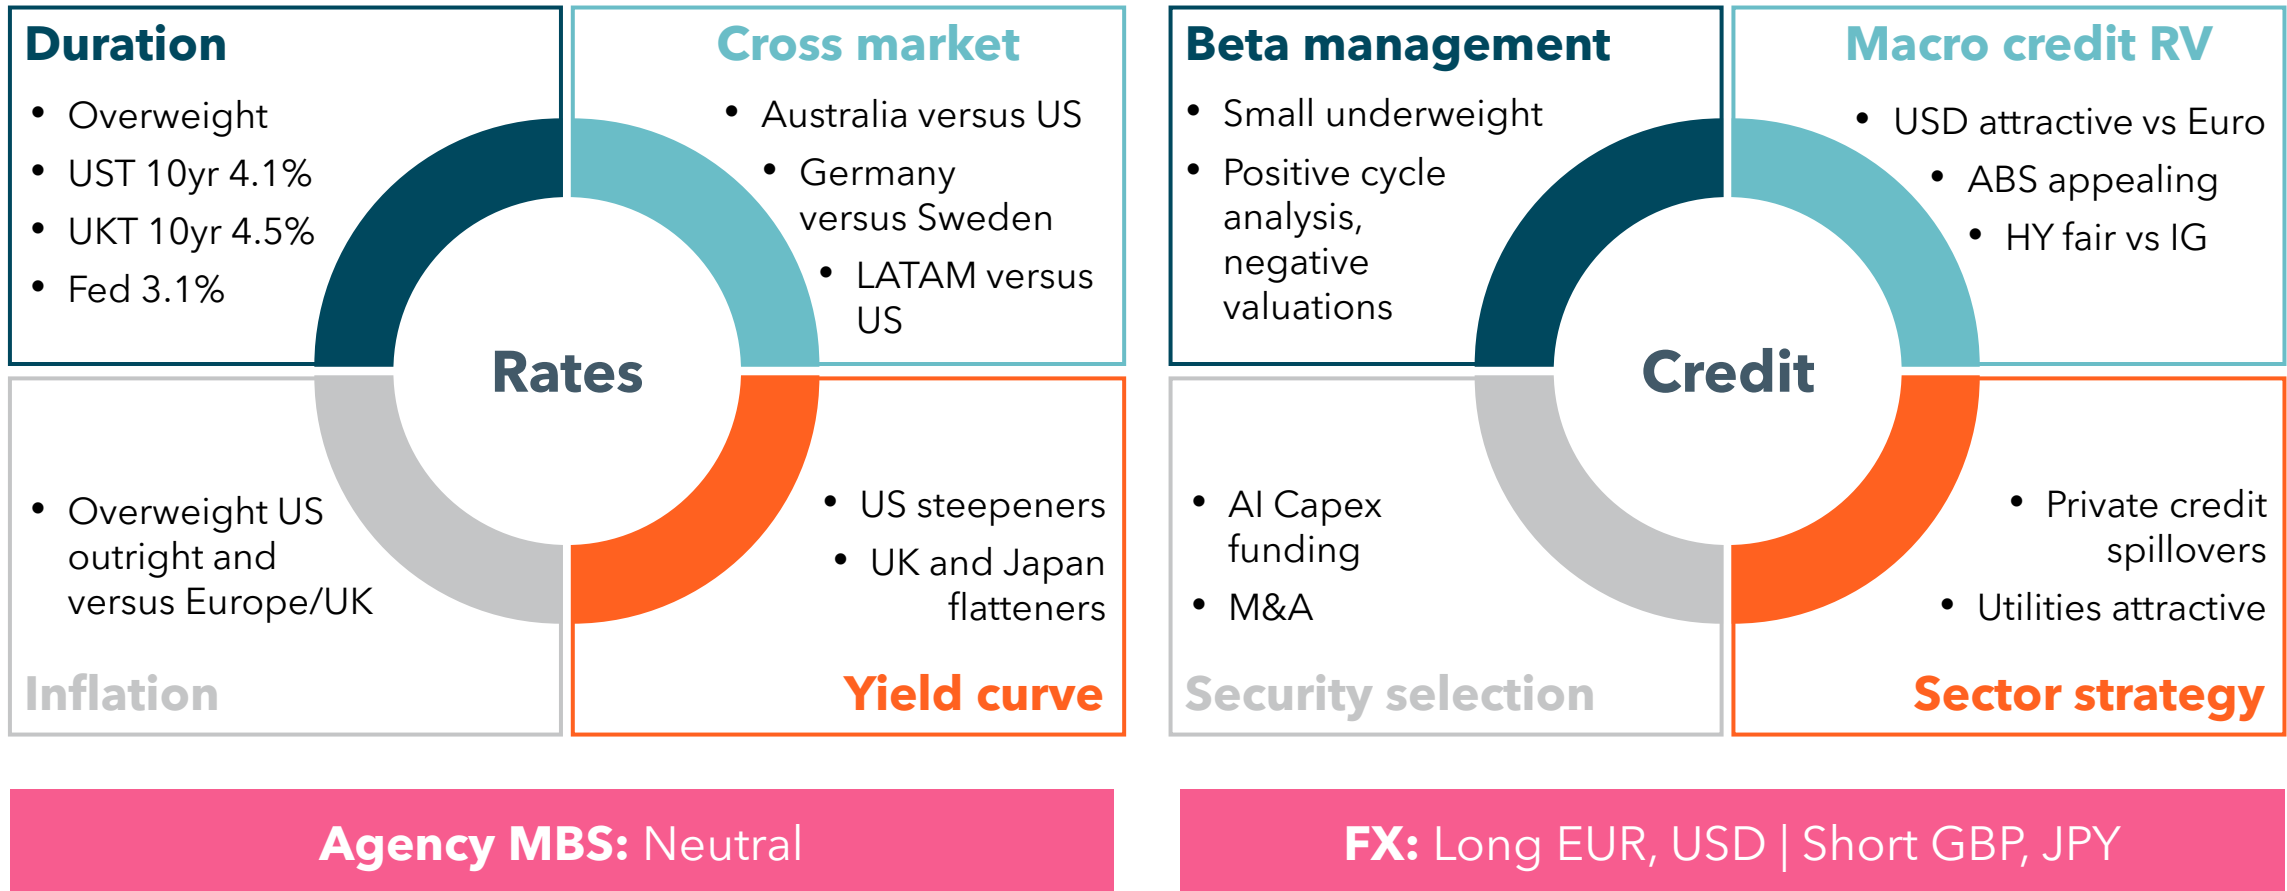 Duration
• Overweight
• UST 10yr 4.1%
• UKT 10yr 4.5%
• Fed 3.1%
Cross market
• Australia versus US
• Germany
versus Sweden
• LATAM versus
US
Rates
• Overweight US
outright and
versus Europe/UK
Inflation
• US steepeners
• UK and Japan
flatteners
Yield curve
Beta management
• Small underweight
• Positive cycle
analysis,
negative
valuations
Macro credit RV
• USD attractive vs Euro
• ABS appealing
• HY fair vs IG
Credit
• AI Capex
funding
• M&A
Security selection
• Private credit
spillovers
• Utilities attractive
Sector strategy
Agency MBS: Neutral
FX: Long EUR, USD | Short GBP, JPY